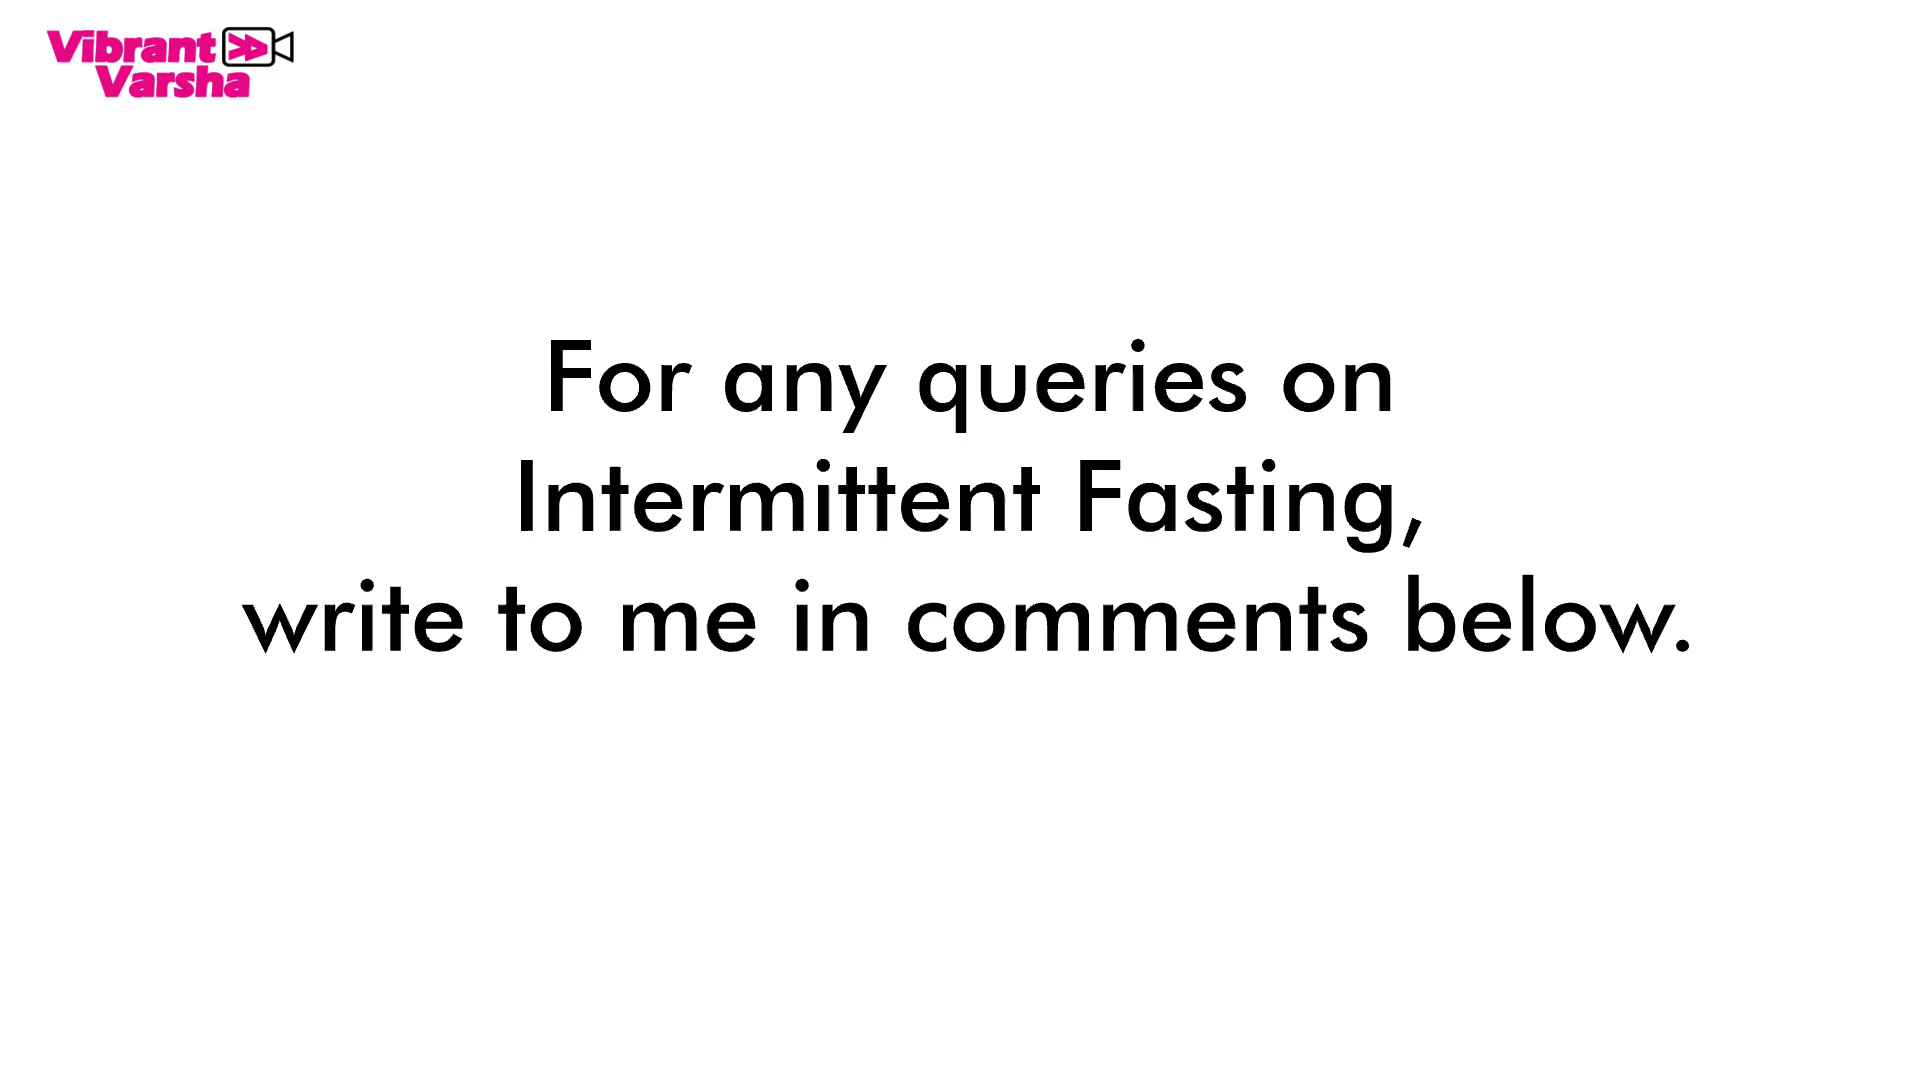 Vibrant
Varsha
For any queries on
Intermittent Fasting,
write to me in comments below.